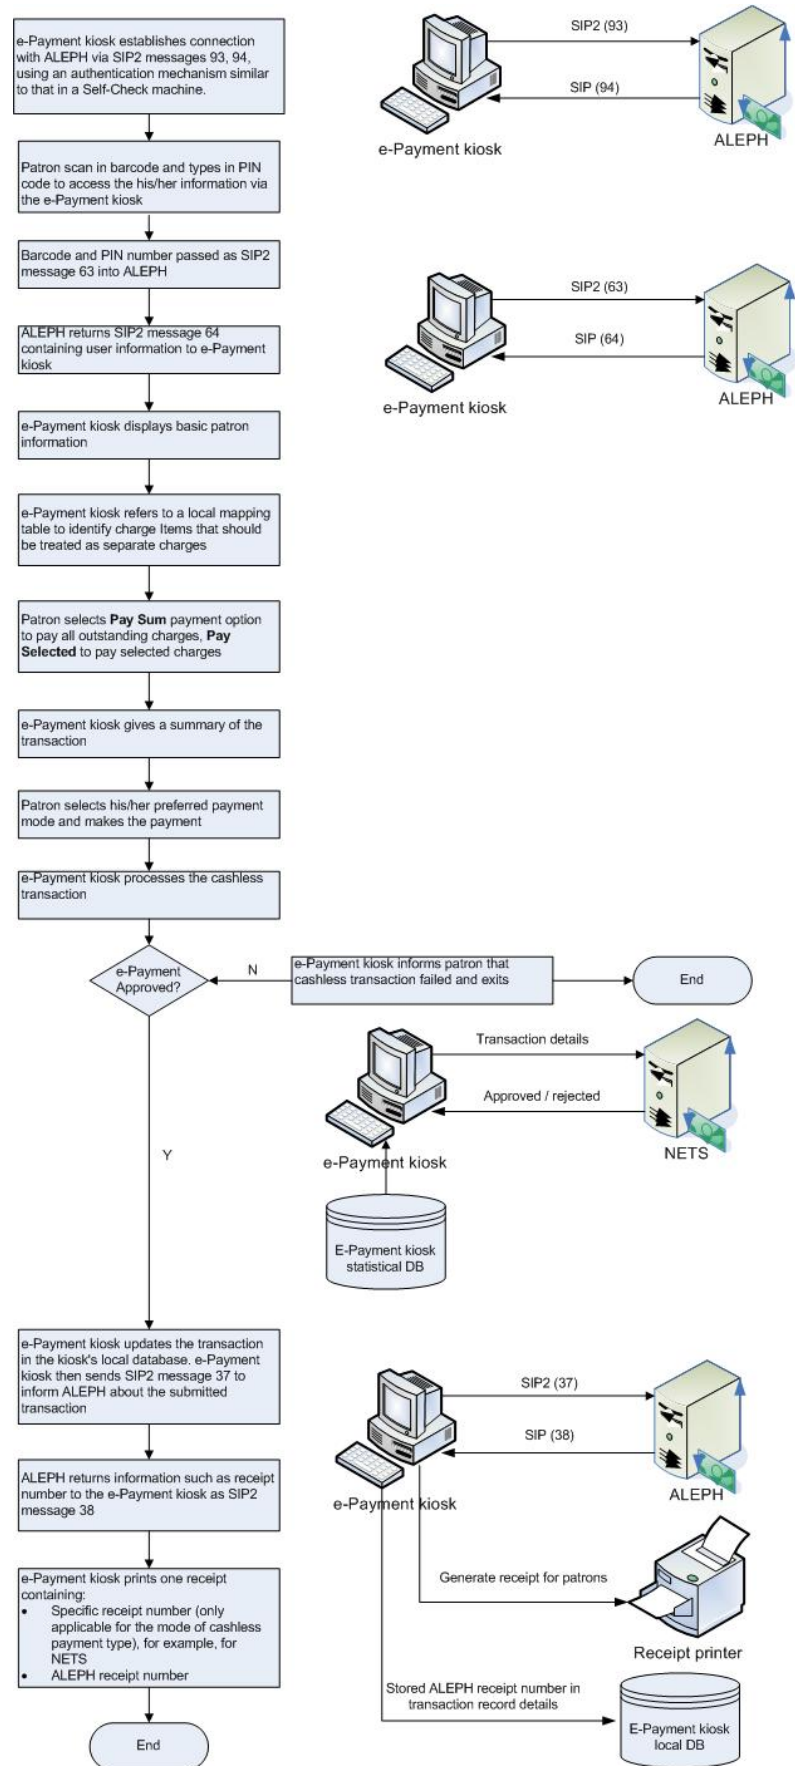 e-Payment kiosk establishes connection
with ALEPH via SIP2 messages 93, 94,
using an authentication mechanism similar
to that in a Self-Check machine.
SIP2 (93)
SIP (94)
e-Payment kiosk
ALEPH
Patron scan in barcode and types in PIN
code to access the his/her information via
the e-Payment kiosk
Barcode and PIN number passed as SIP2
message 63 into ALEPH
SIP2 (63)
SIP (64)
e-Payment kiosk
ALEPH
ALEPH returns SIP2 message 64
containing user information to e-Payment
kiosk
e-Payment kiosk displays basic patron
information
e-Payment kiosk refers to a local mapping
table to identify charge Items that should
be treated as separate charges
Patron selects Pay Sum payment option
to pay all outstanding charges, Pay
Selected to pay selected charges
e-Payment kiosk gives a summary of the
transaction
Patron selects his/her preferred payment
mode and makes the payment
e-Payment kiosk processes the cashless
transaction
e-Payment
Approved?
N
e-Payment kiosk informs patron that
cashless transaction failed and exits
End
Transaction details
Approved / rejected
e-Payment kiosk
NETS
Y
E-Payment kiosk
statistical DB
e-Payment kiosk updates the transaction
in the kiosk's local database. e-Payment
kiosk then sends SIP2 message 37 to
inform ALEPH about the submitted
transaction
SIP2 (37)
SIP (38)
e-Payment kiosk
ALEPH
ALEPH returns information such as receipt
number to the e-Payment kiosk as SIP2
message 38
e-Payment kiosk prints one receipt
containing:
• Specific receipt number (only
applicable for the mode of cashless
payment type), for example, for
NETS
• ALEPH receipt number
Generate receipt for patrons
Receipt printer
Stored ALEPH receipt number in
transaction record details
E-Payment kiosk
local DB
End